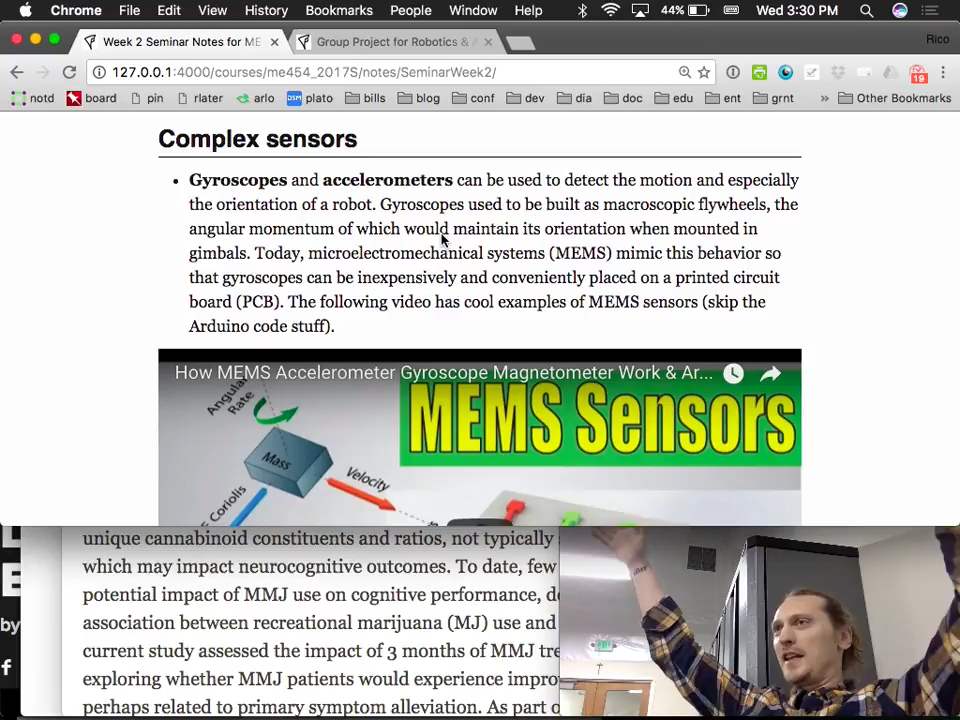 Chrome File Edit View History Bookmarks People Window Help 44% Wed 3:30 PM
Week 2 Seminar Notes for ME × Group Project for Robotics & A × Rico
127.0.0.1:4000/courses/me454_2017S/notes/SeminarWeek2/ 19
notd board pin rlater arlo DSM plato bills blog conf dev dia doc edu ent grnt » Other Bookmarks
Complex sensors
• Gyroscopes and accelerometers can be used to detect the motion and especially
the orientation of a robot. Gyroscopes used to be built as macroscopic flywheels, the
angular momentum of which would maintain its orientation when mounted in
gimbals. Today, microelectromechanical systems (MEMS) mimic this behavior so
that gyroscopes can be inexpensively and conveniently placed on a printed circuit
board (PCB). The following video has cool examples of MEMS sensors (skip the
Arduino code stuff).
How MEMS Accelerometer Gyroscope Magnetometer Work & Ar...
Angular
Rate
MEMS Sensors
Mass
Velocity
Coriolis
unique cannabinoid constituents and ratios, not typically
which may impact neurocognitive outcomes. To date, few
E
potential impact of MMJ use on cognitive performance, de
by
association between recreational marijuana (MJ) use and
current study assessed the impact of 3 months of MMJ tre
f
exploring whether MMJ patients would experience impro
perhaps related to primary symptom alleviation. As part o